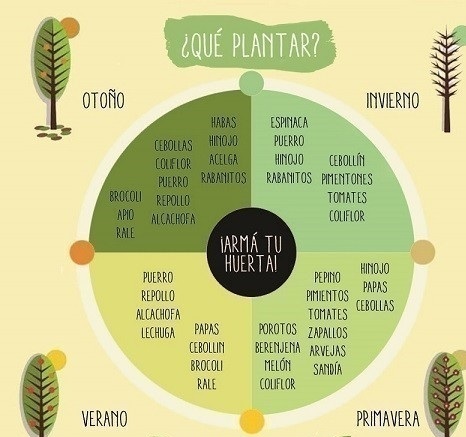 ¿QUÉ PLANTAR?
OTOÑO
INVIERNO
HABAS
HINOJO
ACELGA
RABANITOS
CEBOLLAS
COLIFLOR
PUERRO
REPOLLO
ALCACHOFA
BROCOLI
APIO
RALE
ESPINACA
PUERRO
HINOJO
RABANITOS
CEBOLLÍN
PIMENTONES
TOMATES
COLIFLOR
¡ARMÁ TU
HUERTA!
PUERRO
REPOLLO
ALCACHOFA
LECHUGA
PAPAS
CEBOLLIN
BROCOLI
RALE
POROTOS
BERENJENA
MELÓN
COLIFLOR
PEPINO
PIMIENTOS
TOMATES
ZAPALLOS
ARVEJAS
SANDÍA
HINOJO
PAPAS
CEBOLLAS
VERANO
PRIMAVERA